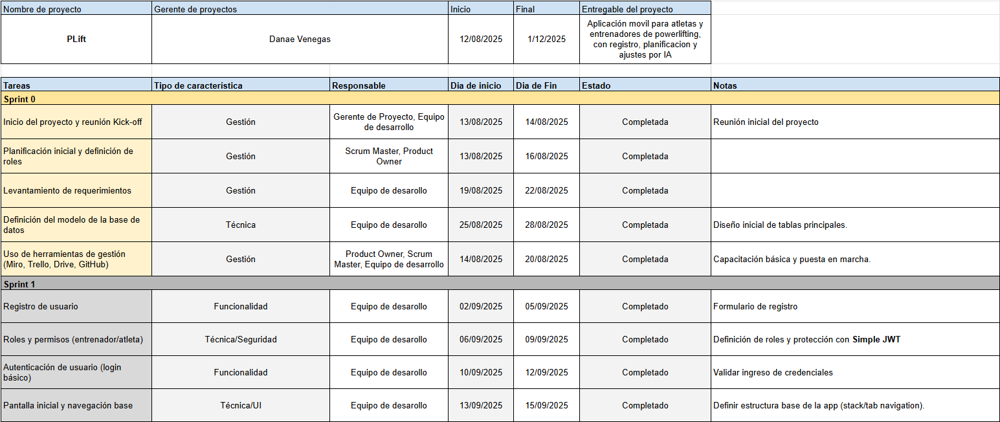 Nombre de proyecto Gerente de proyectos Inicio Final Entregable del proyecto
PLift Danae Venegas 12/08/2025 1/12/2025 Aplicación movil para atletas y
entrenadores de powerlifting,
con registro, planificacion y
ajustes por IA
Tareas Tipo de característica Responsable Dia de inicio Dia de Fin Estado Notas
Sprint 0
Inicio del proyecto y reunión Kick-off Gestión Gerente de Proyecto, Equipo
de desarrollo 13/08/2025 14/08/2025 Completada Reunión inicial del proyecto
Planificación inicial y definición de
roles Gestión Scrum Master, Product
Owner 13/08/2025 16/08/2025 Completada
Levantamiento de requerimientos Gestión Equipo de desarollo 19/08/2025 22/08/2025 Completada
Definición del modelo de la base de
datos Técnica Equipo de desarollo 25/08/2025 28/08/2025 Completada Diseño inicial de tablas principales.
Uso de herramientas de gestión
(Miro, Trello, Drive, GitHub) Gestión Product Owner, Scrum
Master, Equipo de desarrollo 14/08/2025 20/08/2025 Completada Capacitación básica y puesta en marcha.
Sprint 1
Registro de usuario Funcionalidad Equipo de desarollo 02/09/2025 05/09/2025 Completado Formulario de registro
Roles y permisos (entrenador/atleta) Técnica/Seguridad Equipo de desarollo 06/09/2025 09/09/2025 Completado Definición de roles y protección con Simple JWT
Autenticación de usuario (login
básico) Funcionalidad Equipo de desarollo 10/09/2025 12/09/2025 Completado Validar ingreso de credenciales
Pantalla inicial y navegación base Técnica/UI Equipo de desarollo 13/09/2025 15/09/2025 Completado Definir estructura base de la app (stack/tab navigation).